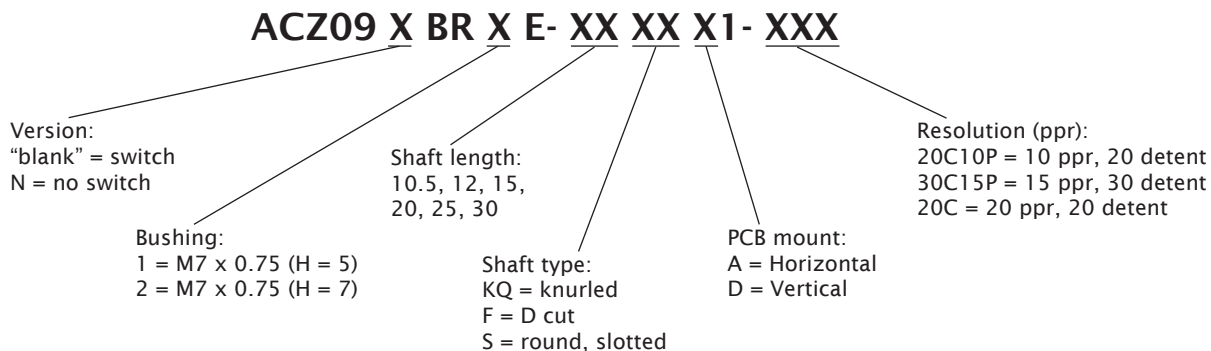 ACZ09 X BR X E- XX XX X1- XXX
Version:
“blank” = switch
N = no switch
Bushing:
1 = M7 x 0.75 (H = 5)
2 = M7 x 0.75 (H = 7)
Shaft length:
10.5, 12, 15,
20, 25, 30
Shaft type:
KQ = knurled
F = D cut
S = round, slotted
PCB mount:
A = Horizontal
D = Vertical
Resolution (ppr):
20C10P = 10 ppr, 20 detent
30C15P = 15 ppr, 30 detent
20C = 20 ppr, 20 detent